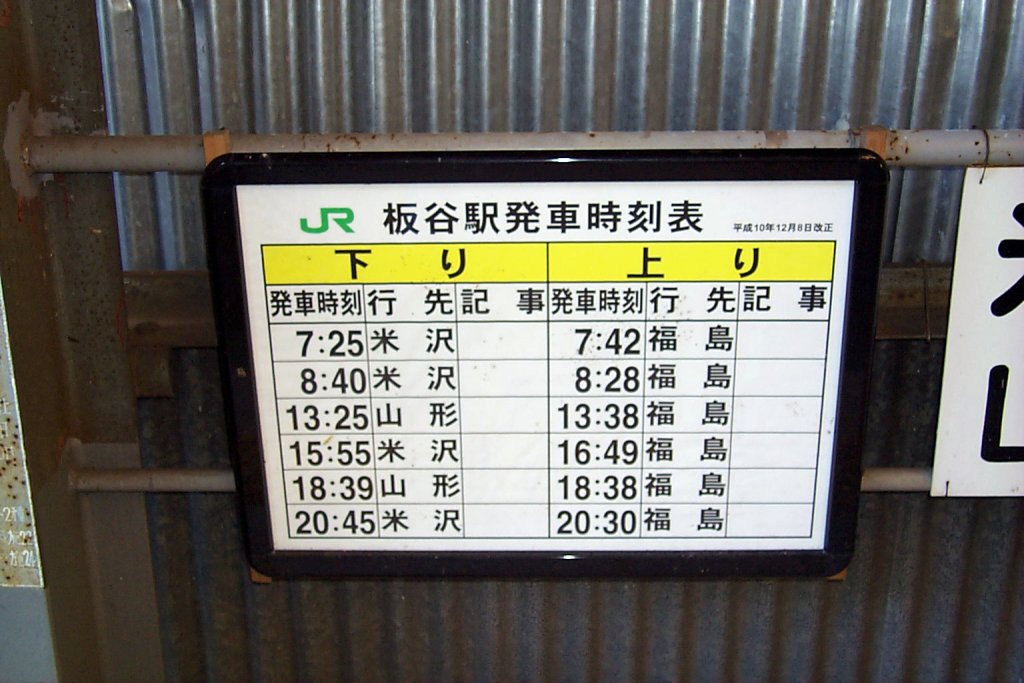 JR 板谷駅発車時刻表 平成10年12月8日改正
下り 上り
発車時刻 行先 記事 発車時刻 行先 記事
7:25 米沢 7:42 福島
8:40 米沢 8:28 福島
13:25 山形 13:38 福島
15:55 米沢 16:49 福島
18:39 山形 18:38 福島
20:45 米沢 20:30 福島